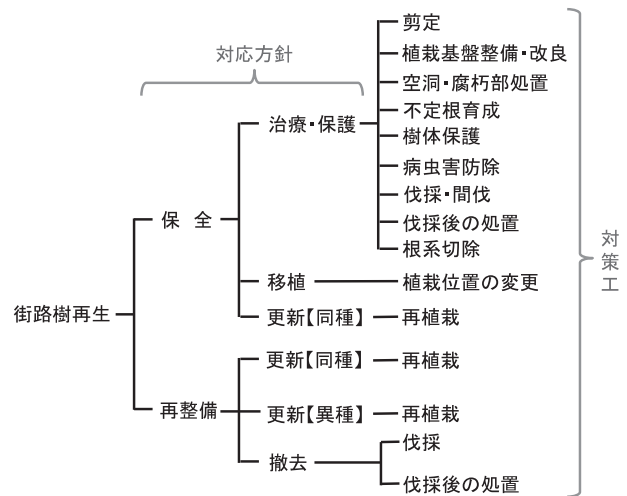 対応方針
剪定
植栽基盤整備・改良
空洞・腐朽部処置
不定根育成
治療・保護
樹体保護
病虫害防除
伐採・間伐
伐採後の処置
根系切除
保 全
移植
植栽位置の変更
更新【同種】
再植栽
街路樹再生
更新【同種】
再植栽
再整備
更新【異種】
再植栽
撤去
伐採
伐採後の処置
対策工